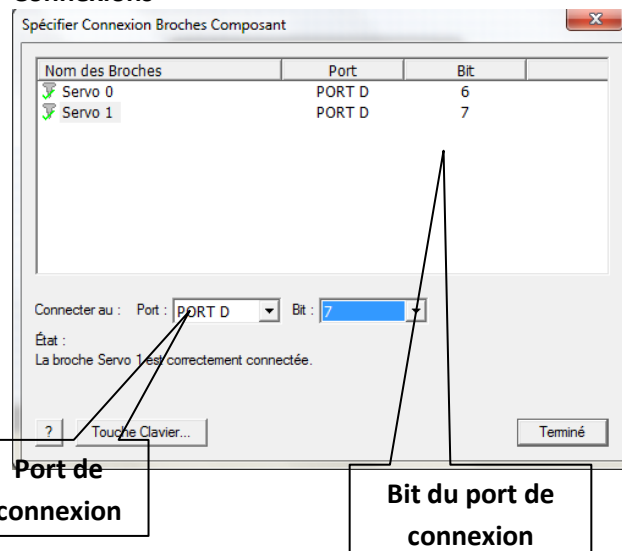 Connexions
Spécifier Connexion Broches Composant
Nom des Broches Port Bit
Servo 0 PORT D 6
Servo 1 PORT D 7
Connecter au : Port : PORT D Bit : 7
État :
La broche Servo 1 est correctement connectée.
? Touche Clavier... Terminé
Port de
connexion
Bit du port de
connexion